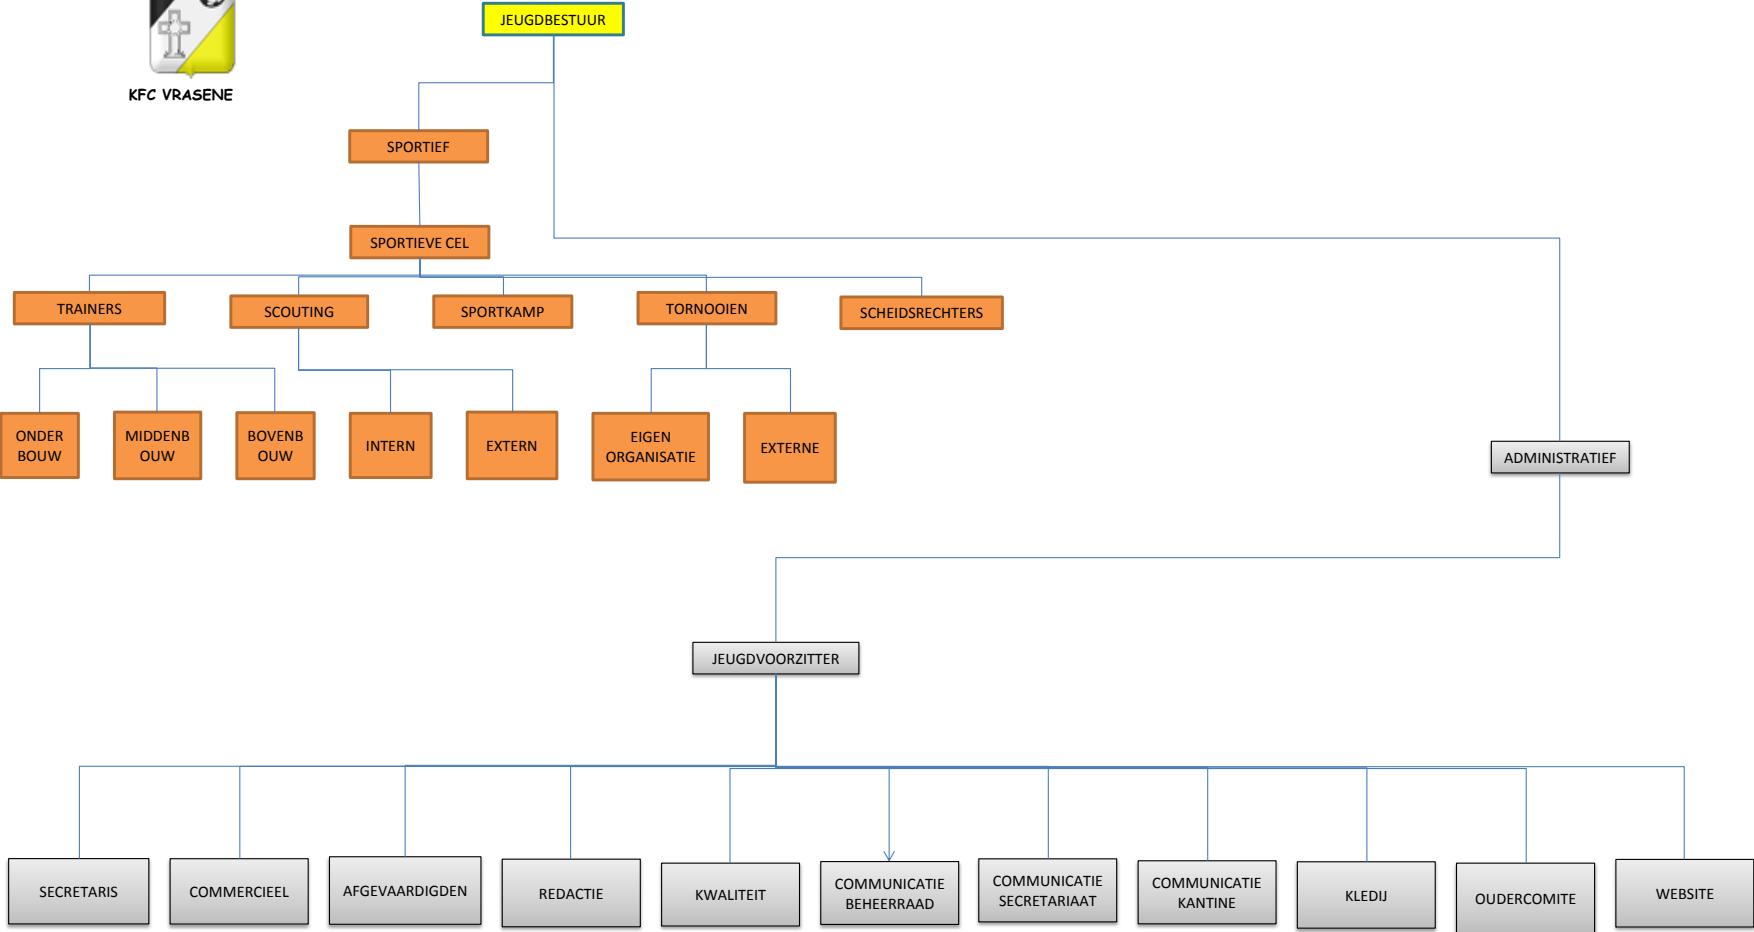 JEUGDBESTUUR
KFC VRASENE
SPORTIEF
SPORTIEVE CEL
TRAINERS
SCOUTING
SPORTKAMP
TORNOOIEN
SCHEIDSRECHTERS
ONDER
BOUW
MIDDENB
OUW
BOVENB
OUW
INTERN
EXTERN
EIGEN
ORGANISATIE
EXTERNE
ADMINISTRATIEF
JEUGDVOORZITTER
SECRETARIS
COMMERCIEEL
AFGEVAARDIGDEN
REDACTIE
KWALITEIT
COMMUNICATIE
BEHEERRAAD
COMMUNICATIE
SECRETARIAAT
COMMUNICATIE
KANTINE
KLEDIJ
OUDERCOMITE
WEBSITE